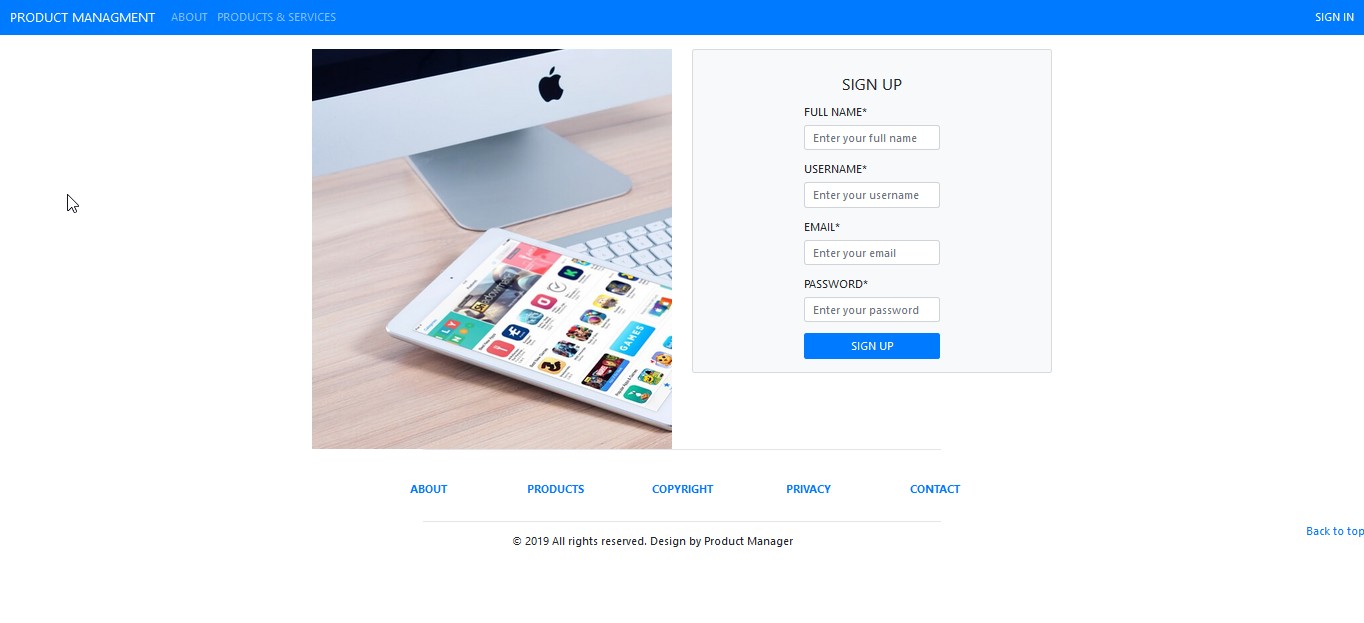 PRODUCT MANAGMENT ABOUT PRODUCTS & SERVICES SIGN IN
SIGN UP
FULL NAME*
Enter your full name
USERNAME*
Enter your username
EMAIL*
Enter your email
PASSWORD*
Enter your password
SIGN UP
GAMES
ABOUT PRODUCTS COPYRIGHT PRIVACY CONTACT
Back to top
© 2019 All rights reserved. Design by Product Manager